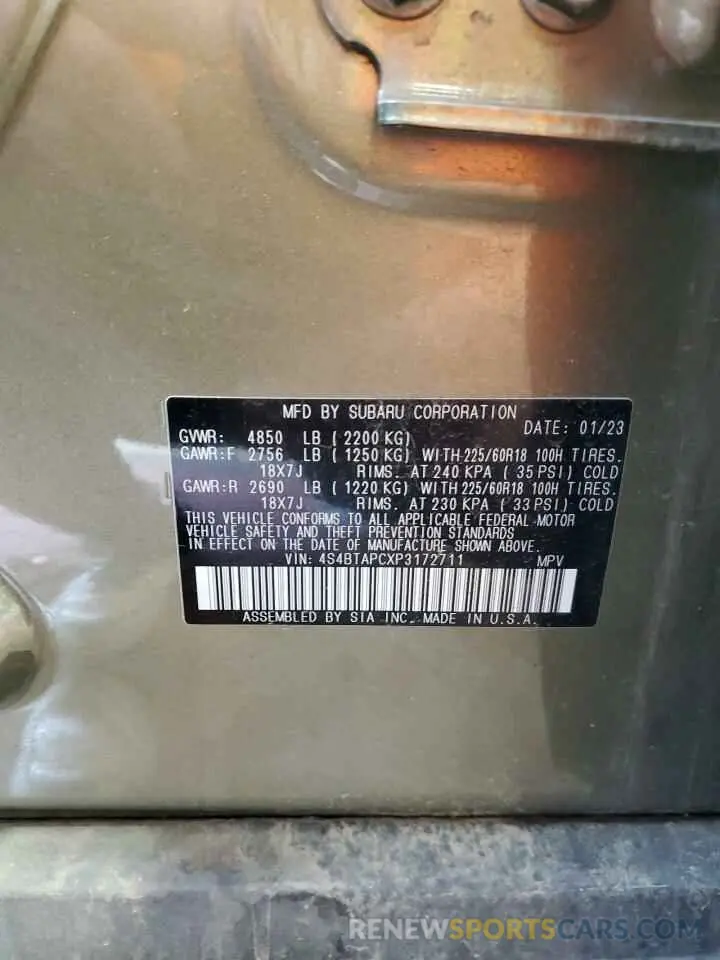 MFD BY SUBARU CORPORATION
DATE: 01/23
GVWR: 4850 LB ( 2200 KG)
GAWR:F 2756 LB ( 1250 KG) WITH 225/60R18 100H TIRES.
18X7J RIMS. AT 240 KPA ( 35 PSI) COLD
GAWR:R 2690 LB ( 1220 KG) WITH 225/60R18 100H TIRES.
18X7J RIMS. AT 230 KPA ( 33 PSI) COLD
THIS VEHICLE CONFORMS TO ALL APPLICABLE FEDERAL MOTOR
VEHICLE SAFETY AND THEFT PREVENTION STANDARDS
IN EFFECT ON THE DATE OF MANUFACTURE SHOWN ABOVE.
VIN: 4S4BTAPCXP3172711 MPV
ASSEMBLED BY SIA INC. MADE IN U.S.A.
RENEWSPORTSCARS.COM